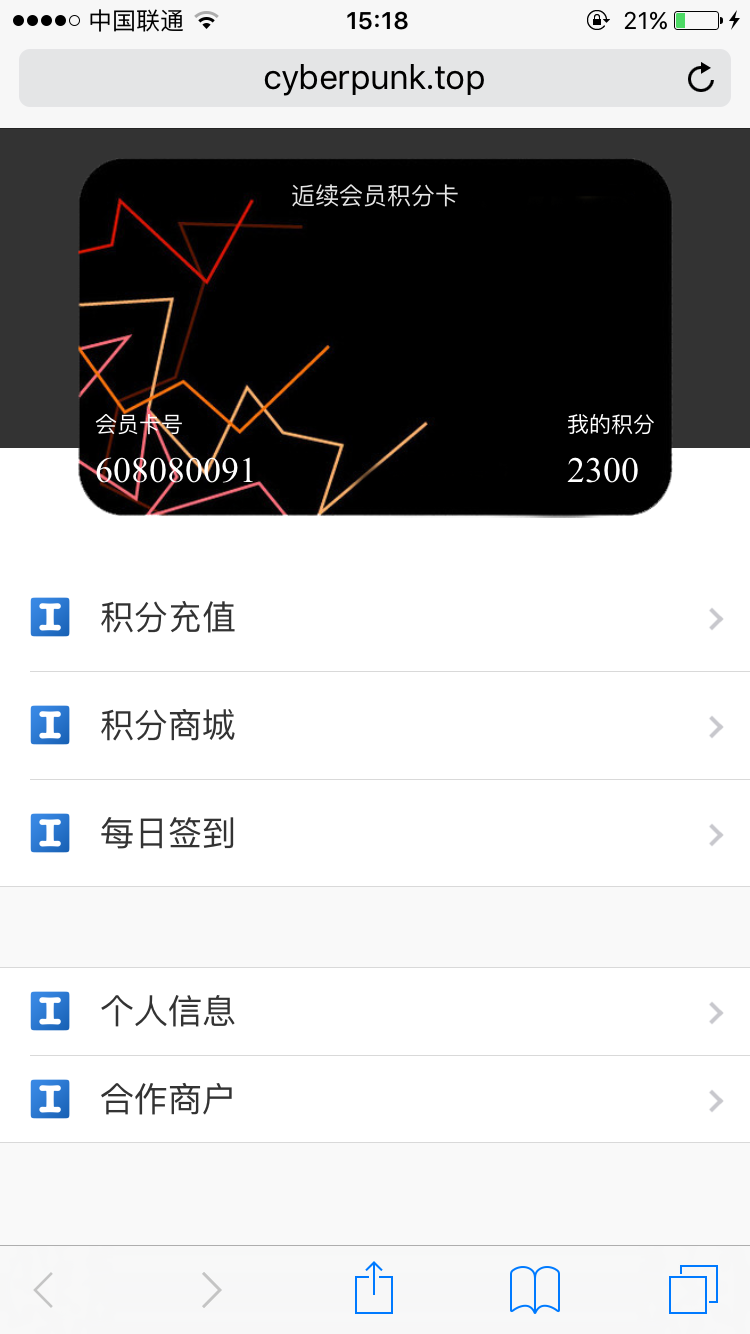 中国联通
15:18
21%
cyberpunk.top
逅续会员积分卡
会员卡号
我的积分
608080091
2300
积分充值
积分商城
每日签到
个人信息
合作商户